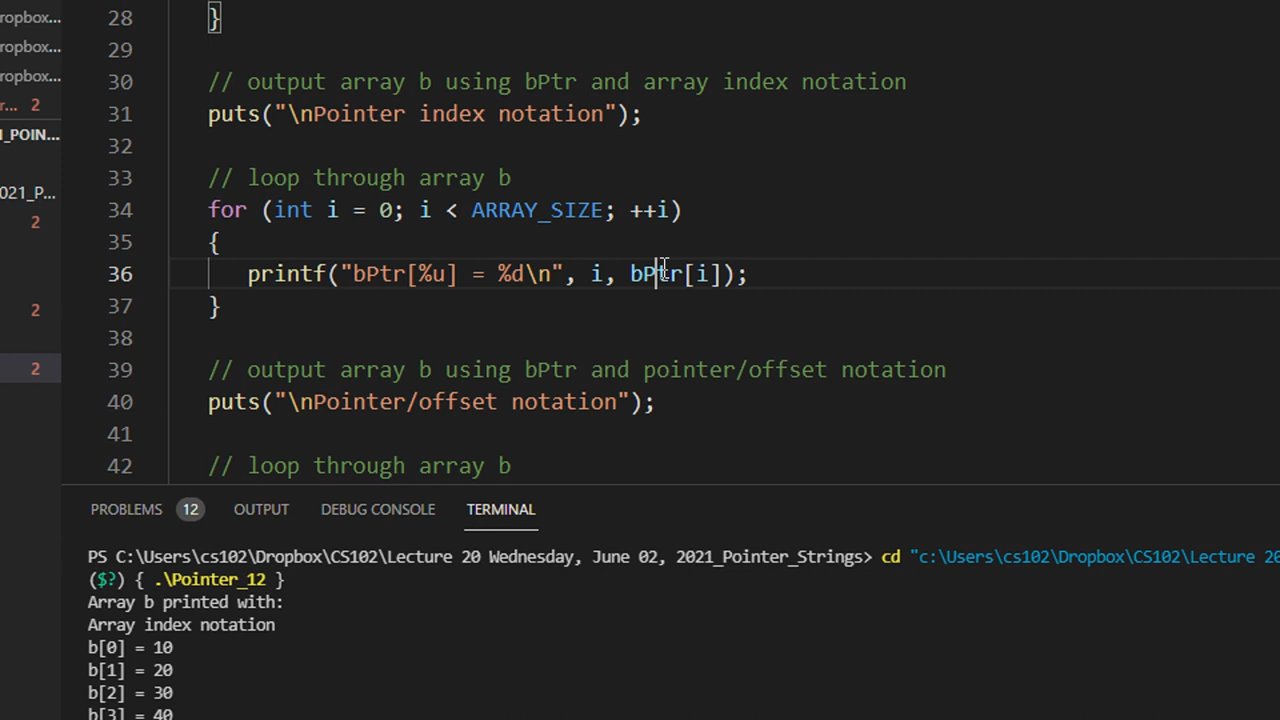 ropbox...
ropbox...
ropbox...
r... 2
1_POIN...
021_P...
2
2
2
28 }
29
30 // output array b using bPtr and array index notation
31 puts("\nPointer index notation");
32
33 // loop through array b
34 for (int i = 0; i < ARRAY_SIZE; ++i)
35 {
36 printf("bPtr[%u] = %d\n", i, bPtr[i]);
37 }
38
39 // output array b using bPtr and pointer/offset notation
40 puts("\nPointer/offset notation");
41
42 // loop through array b
PROBLEMS 12 OUTPUT DEBUG CONSOLE TERMINAL
PS C:\Users\cs102\Dropbox\CS102\Lecture 20 Wednesday, June 02, 2021_Pointer_Strings> cd "c:\Users\cs102\Dropbox\CS102\Lecture 20
($?) { .\Pointer_12 }
Array b printed with:
Array index notation
b[0] = 10
b[1] = 20
b[2] = 30
b[3] = 40